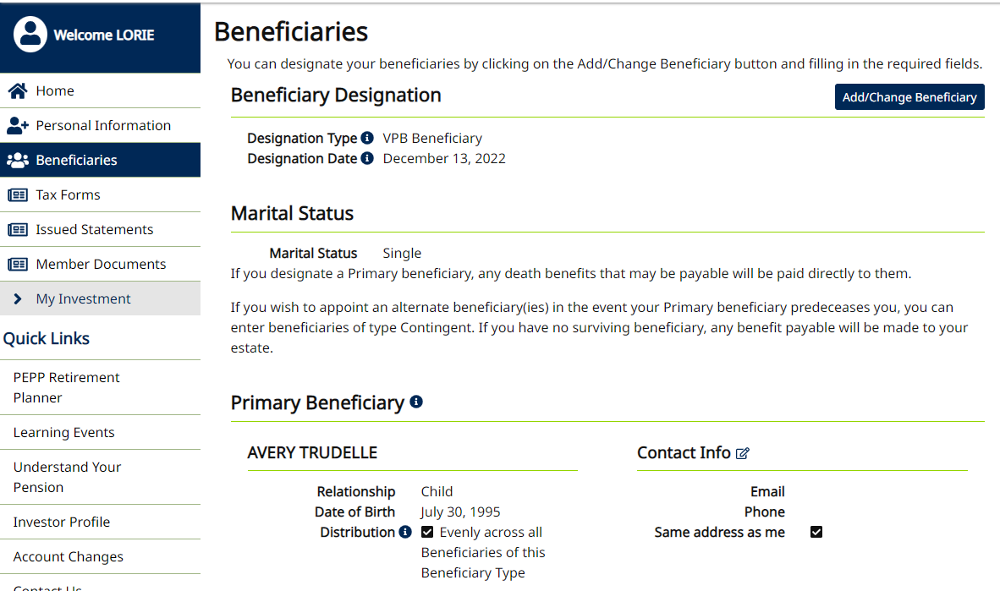 Welcome LORIE
Home
Personal Information
Beneficiaries
Tax Forms
Issued Statements
Member Documents
My Investment
Quick Links
PEPP Retirement
Planner
Learning Events
Understand Your
Pension
Investor Profile
Account Changes
Contact Us
Beneficiaries
You can designate your beneficiaries by clicking on the Add/Change Beneficiary button and filling in the required fields.
Beneficiary Designation
Add/Change Beneficiary
Designation Type VPB Beneficiary
Designation Date December 13, 2022
Marital Status
Marital Status Single
If you designate a Primary beneficiary, any death benefits that may be payable will be paid directly to them.
If you wish to appoint an alternate beneficiary(ies) in the event your Primary beneficiary predeceases you, you can
enter beneficiaries of type Contingent. If you have no surviving beneficiary, any benefit payable will be made to your
estate.
Primary Beneficiary
AVERY TRUDELLE
Relationship Child
Date of Birth July 30, 1995
Distribution Evenly across all
Beneficiaries of this
Beneficiary Type
Contact Info
Email
Phone
Same address as me